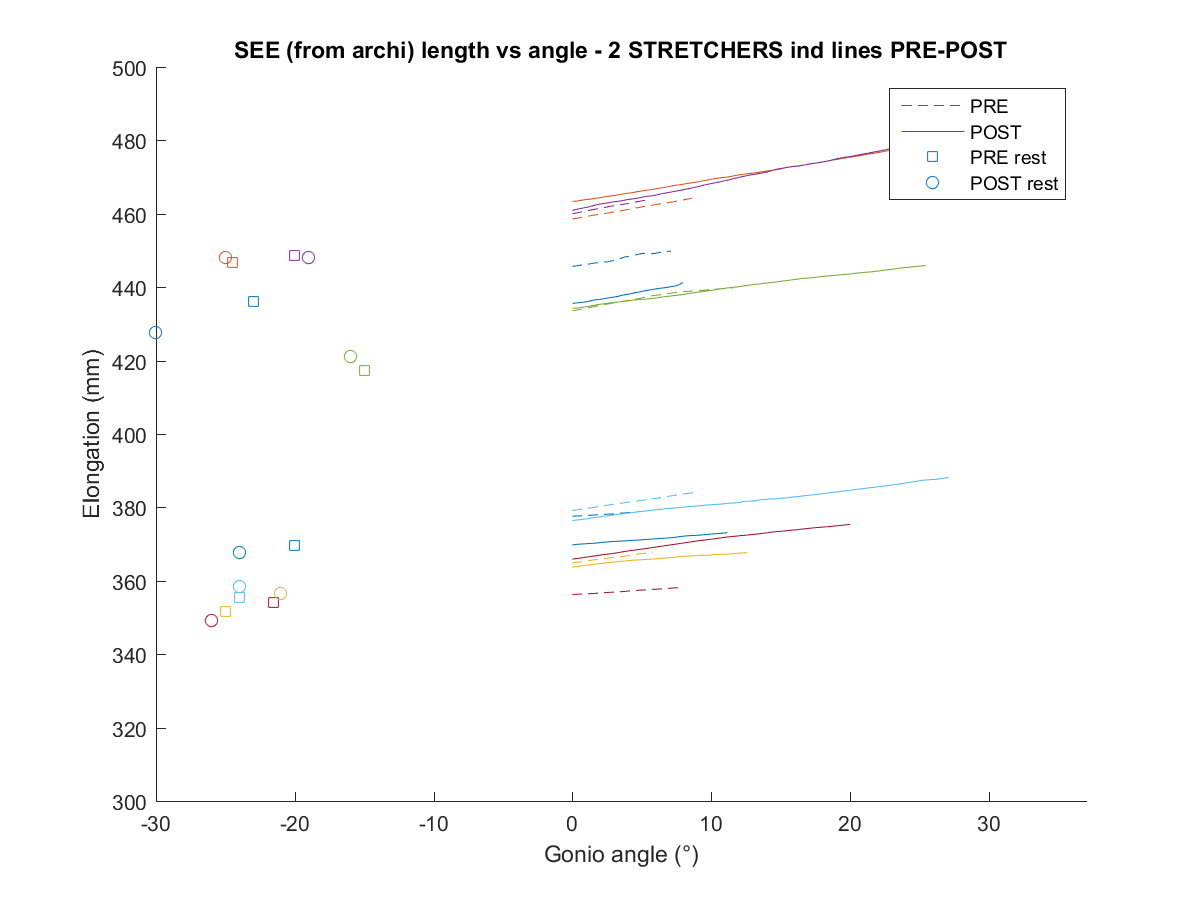 SEE (from archi) length vs angle - 2 STRETCHERS ind lines PRE-POST
500
480
460
440
420
400
380
360
340
320
300
Elongation (mm)
-30
-20
-10
0
10
20
30
Gonio angle (°)
PRE
POST
PRE rest
POST rest